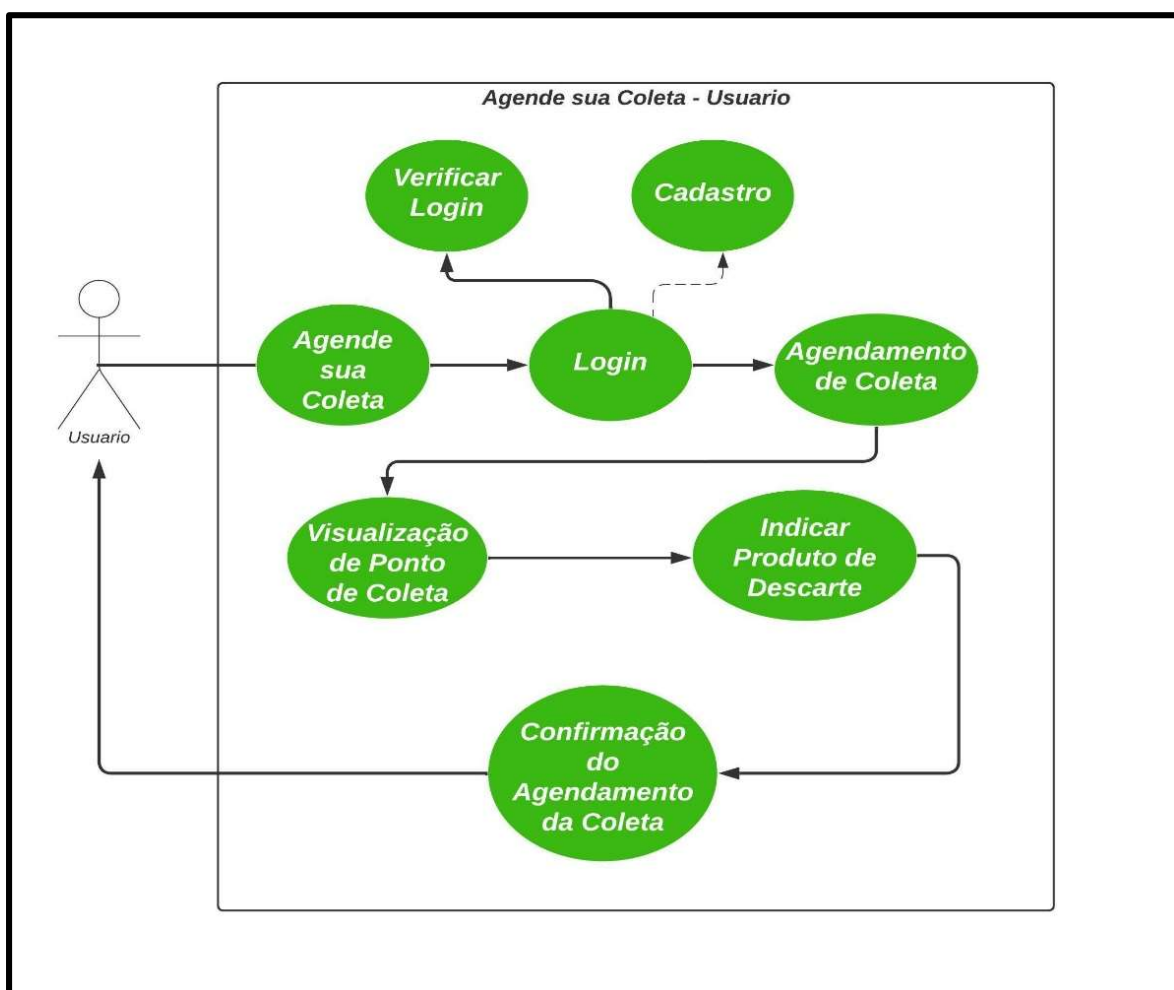 Agende sua Coleta - Usuario
Verificar
Login
Cadastro
Agende
sua
Coleta
Login
Agendamento
de Coleta
Usuario
Visualização
de Ponto
de Coleta
Indicar
Produto de
Descarte
Confirmação
do
Agendamento
da Coleta